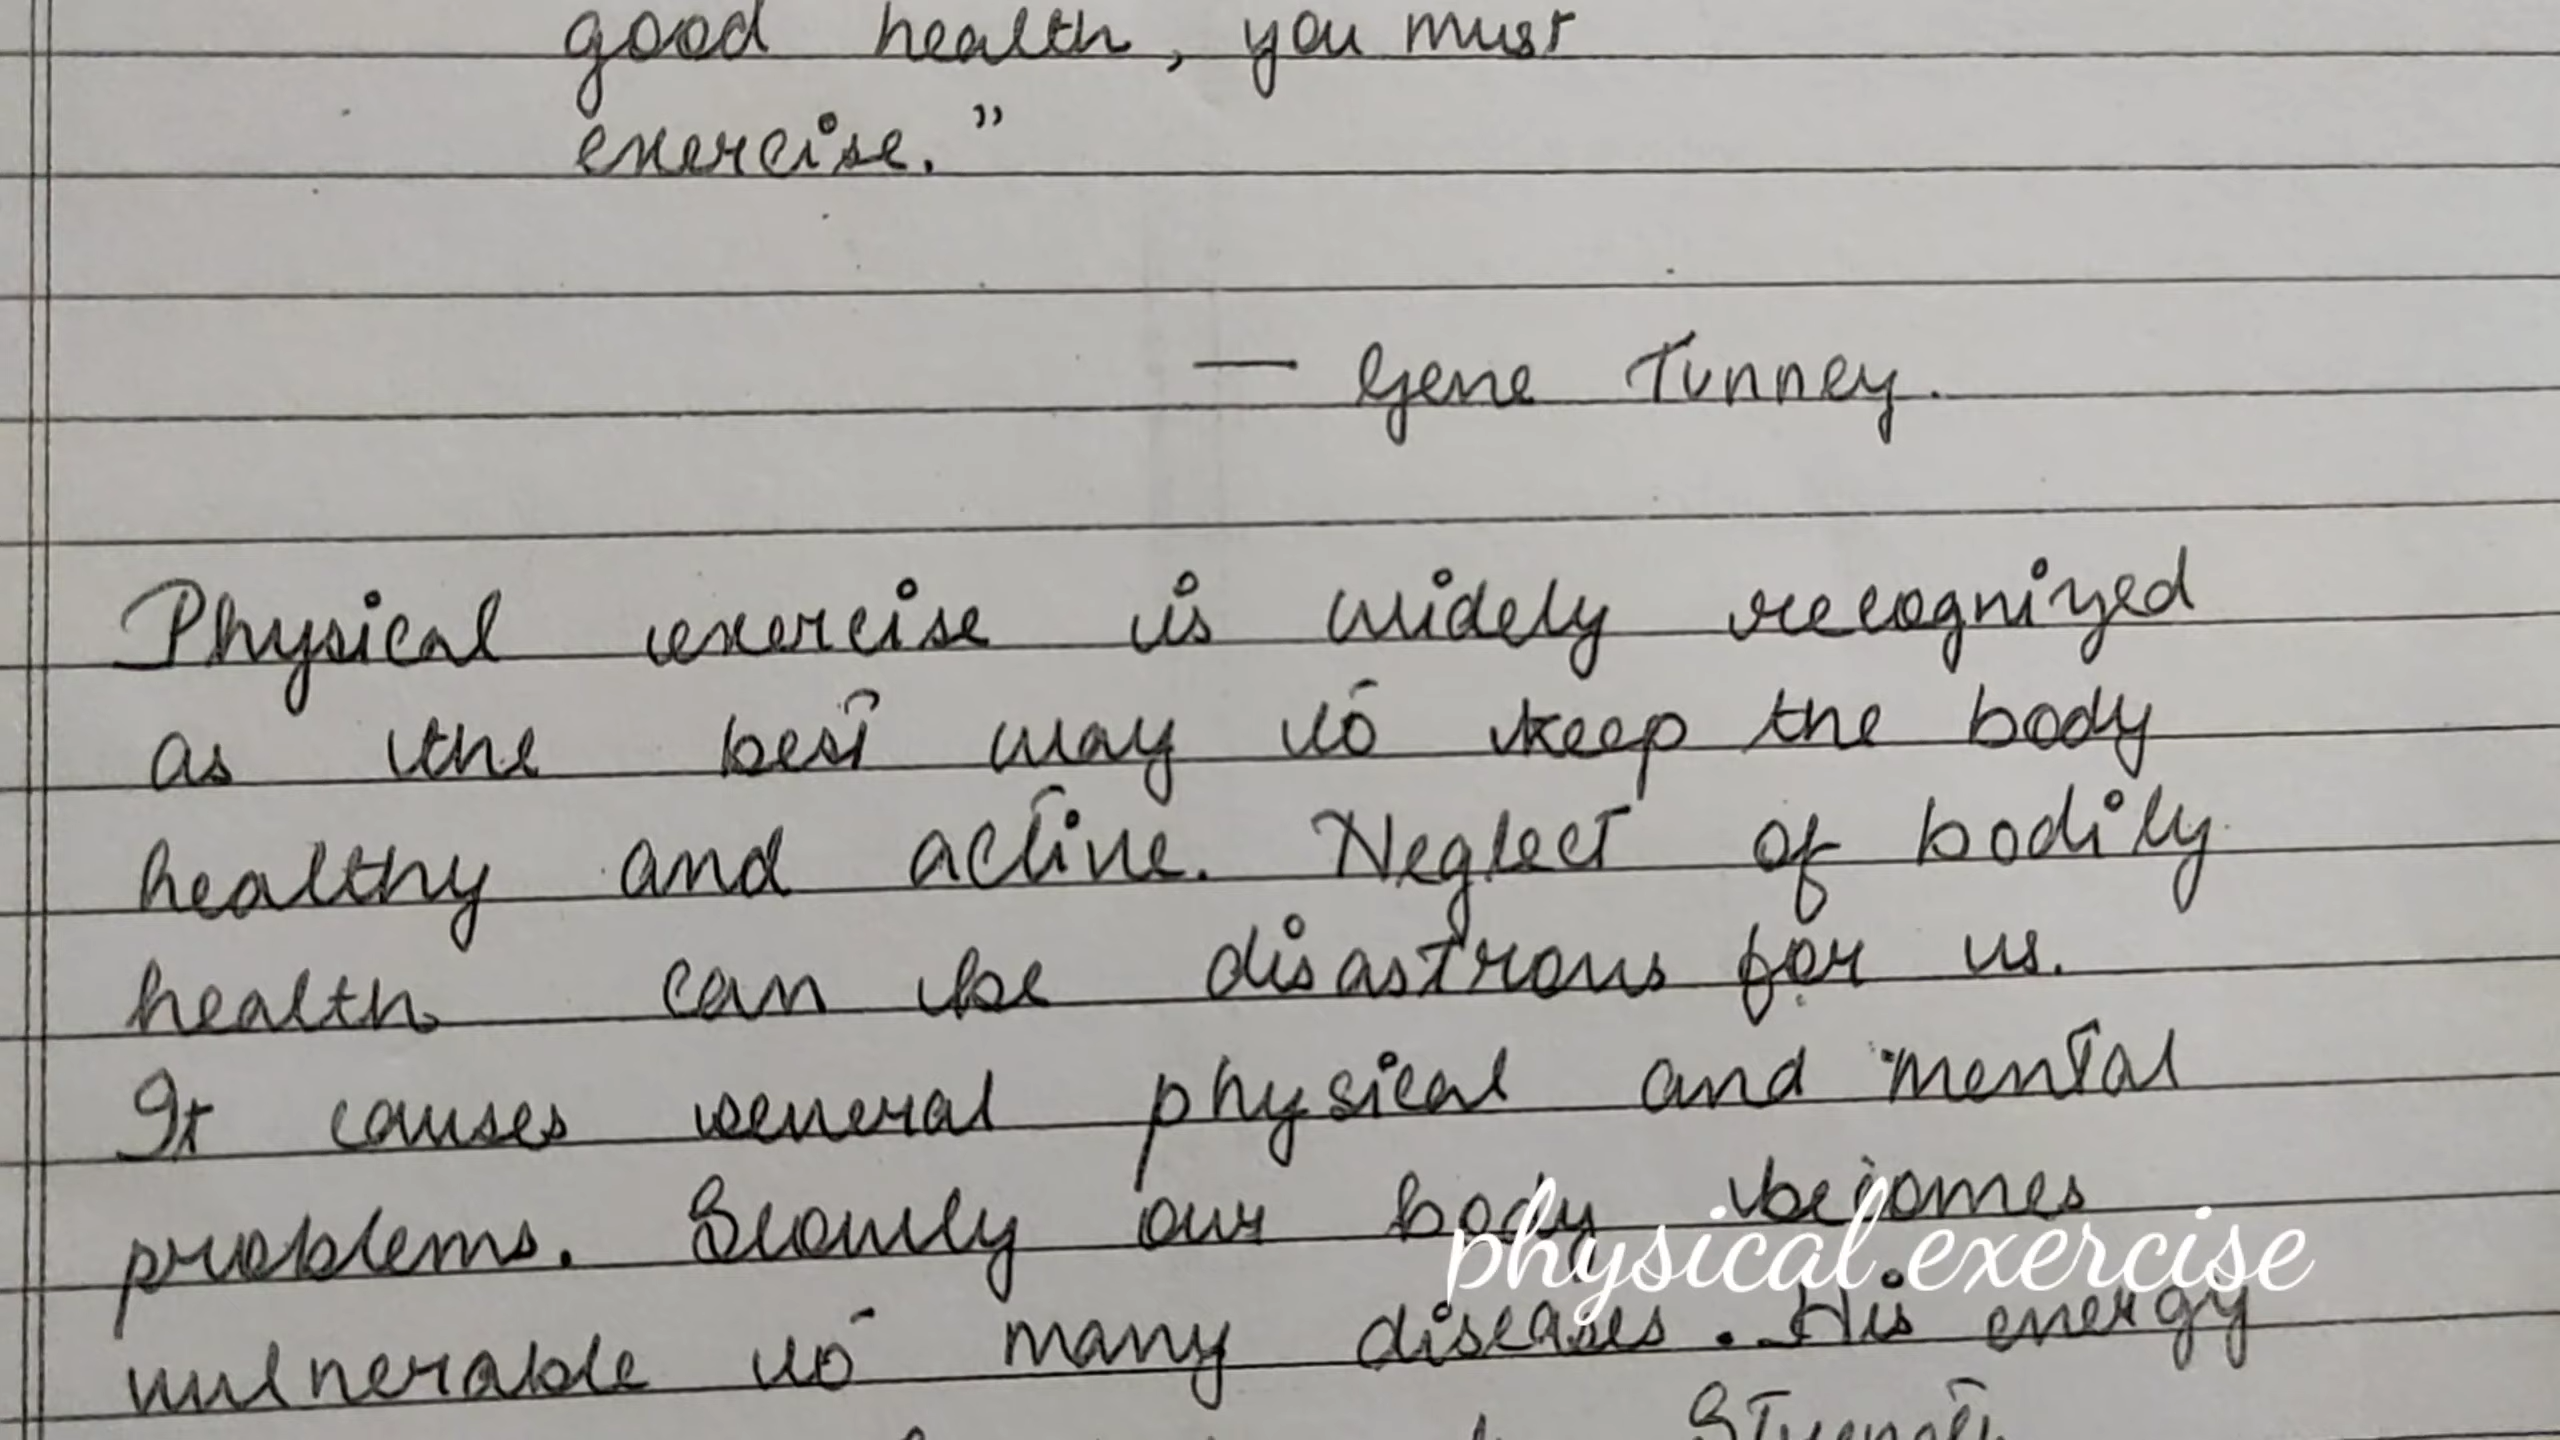 good health, you must
exercise."
— Gene Tunney.
Physical exercise is widely recognized
as the best way to keep the body
healthy and active. Neglect of bodily
health can be disastrous for us.
It causes several physical and mental
problems. Slowly our body becomes
physical exercise
vulnerable to many diseases. His energy